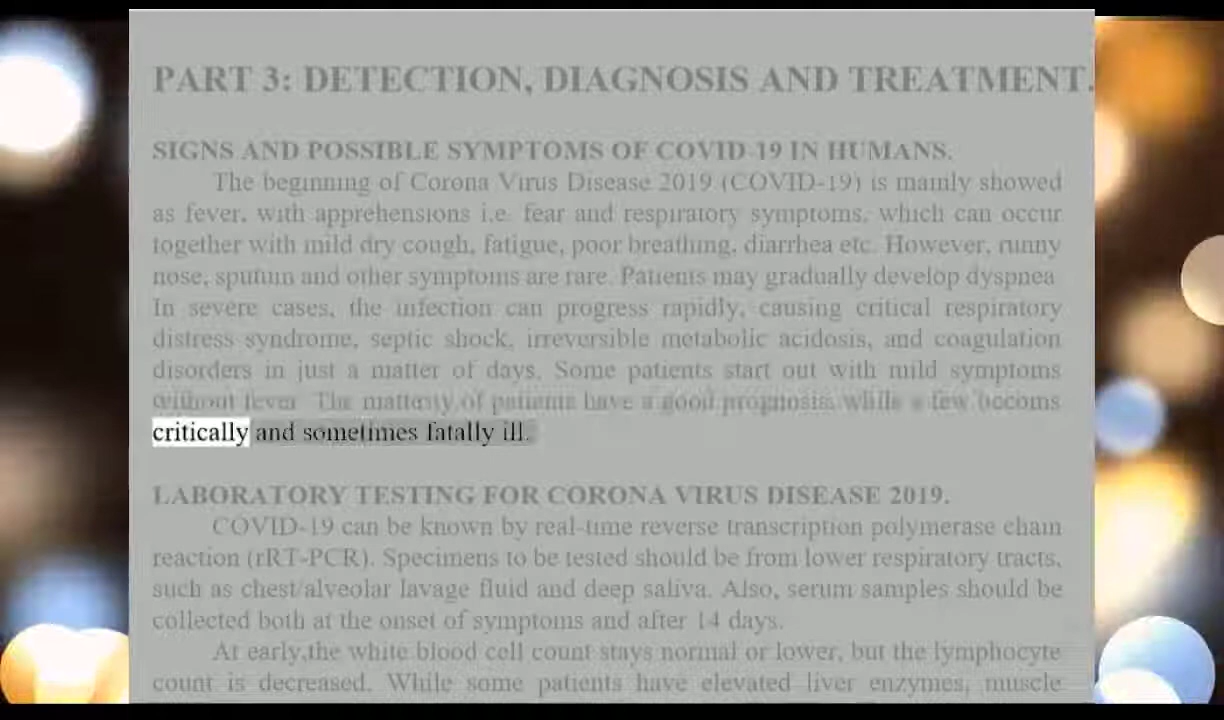 PART 3: DETECTION, DIAGNOSIS AND TREATMENT.
SIGNS AND POSSIBLE SYMPTOMS OF COVID-19 IN HUMANS.
The beginning of Corona Virus Disease 2019 (COVID-19) is mainly showed
as fever, with apprehensions i.e. fear and respiratory symptoms, which can occur
together with mild dry cough, fatigue, poor breathing, diarrhea etc. However, runny
nose, sputum and other symptoms are rare. Patients may gradually develop dyspnea
In severe cases, the infection can progress rapidly, causing critical respiratory
distress syndrome, septic shock, irreversible metabolic acidosis, and coagulation
disorders in just a matter of days. Some patients start out with mild symptoms
without fever. The of patients have a good prognosis while a few
critically and sometimes fatally ill.
LABORATORY TESTING FOR CORONA VIRUS DISEASE 2019.
COVID-19 can be known by real-time reverse transcription polymerase chain
reaction (rRT-PCR). Specimens to be tested should be from lower respiratory tracts,
such as chest/alveolar lavage fluid and deep saliva. Also, serum samples should be
collected both at the onset of symptoms and after 14 days.
At early,the white blood cell count stays normal or lower, but the lymphocyte
count is decreased. While some patients have elevated liver enzymes, muscle